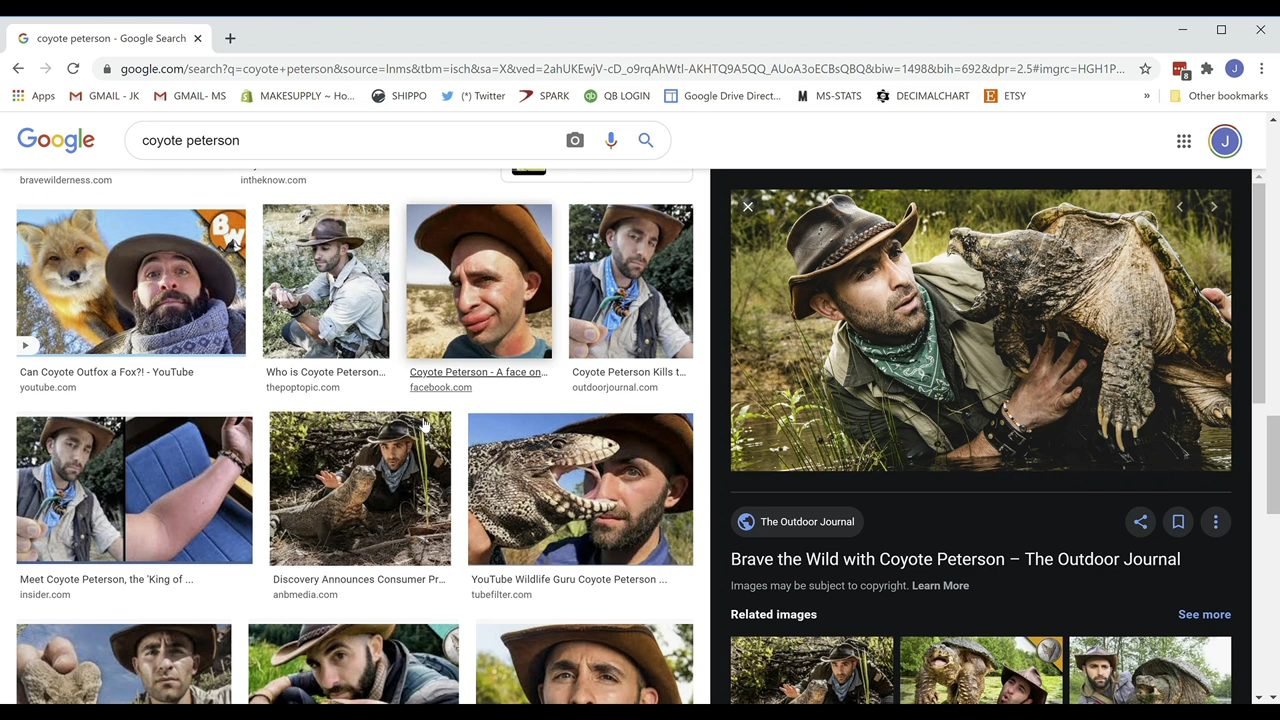 coyote peterson - Google Search
google.com/search?q=coyote+peterson&source=lnms&tbm=isch&sa=X&ved=2ahUKEwjV-cD_o9rqAhWtl-AKHTQ9A5QQ_AUoA3oECBsQBQ&biw=1498&bih=692&dpr=2.5#imgrc=HGH1P...
8
J
Apps
GMAIL - JK
GMAIL- MS
MAKESUPPLY ~ Ho...
SHIPPO
(*) Twitter
SPARK
QB LOGIN
Google Drive Direct...
MS-STATS
DECIMALCHART
ETSY
»
Other bookmarks
Google
coyote peterson
J
bravewilderness.com
intheknow.com
BW
Can Coyote Outfox a Fox?! - YouTube
youtube.com
Who is Coyote Peterson...
thepoptopic.com
Coyote Peterson - A face on...
facebook.com
Coyote Peterson Kills t...
outdoorjournal.com
Meet Coyote Peterson, the 'King of ...
insider.com
Discovery Announces Consumer Pr...
anbmedia.com
YouTube Wildlife Guru Coyote Peterson ...
tubefilter.com
The Outdoor Journal
Brave the Wild with Coyote Peterson – The Outdoor Journal
Images may be subject to copyright. Learn More
Related images
See more